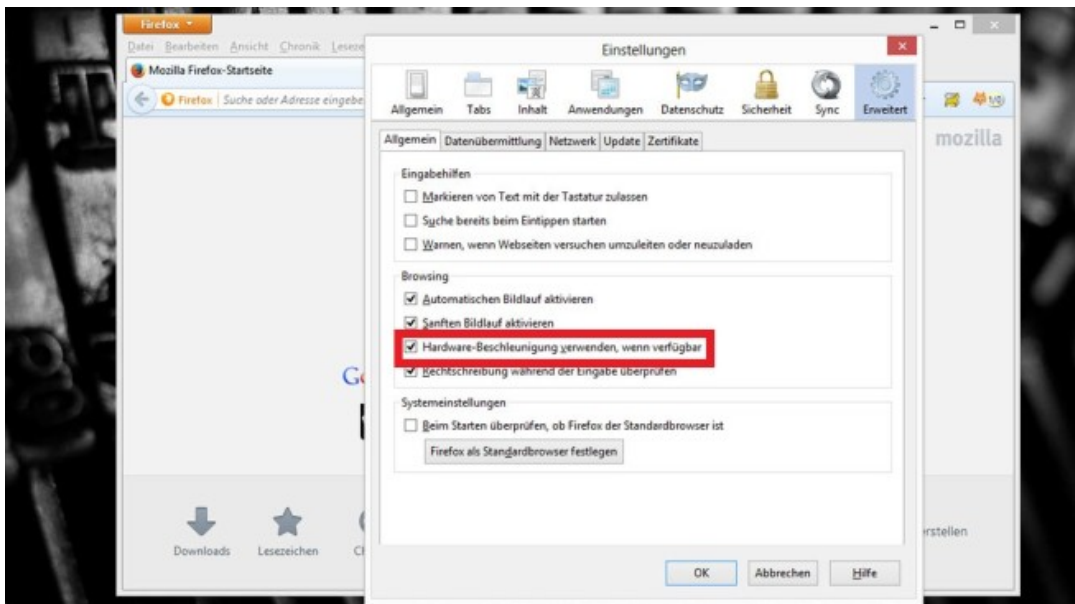 Firefox
Datei Bearbeiten Ansicht Chronik Leseze
Mozilla Firefox-Startseite
Firefox Suche oder Adresse eingebe
mozilla
Einstellungen
Allgemein Tabs Inhalt Anwendungen Datenschutz Sicherheit Sync Erweitert
Allgemein Datenübermittlung Netzwerk Update Zertifikate
Eingabehilfen
Markieren von Text mit der Tastatur zulassen
Suche bereits beim Eintippen starten
Warnen, wenn Webseiten versuchen umzuleiten oder neuzuladen
Browsing
Automatischen Bildlauf aktivieren
Sanften Bildlauf aktivieren
Hardware-Beschleunigung verwenden, wenn verfügbar
Rechtschreibung während der Eingabe überprüfen
Systemeinstellungen
Beim Starten überprüfen, ob Firefox der Standardbrowser ist
Firefox als Standardbrowser festlegen
Go
Downloads Lesezeichen Ch
rstellen
OK Abbrechen Hilfe